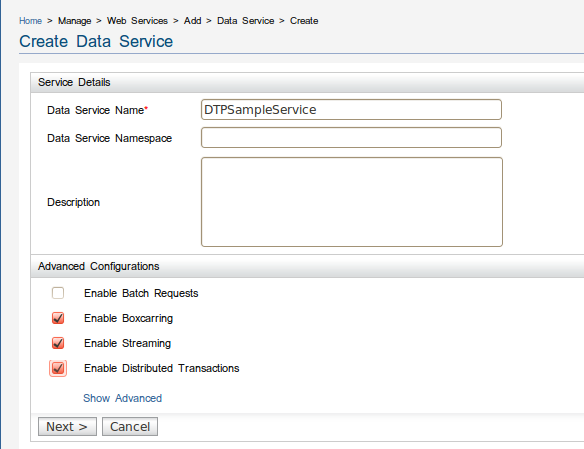 Home > Manage > Web Services > Add > Data Service > Create
Create Data Service
Service Details
Data Service Name* DTPSampleService
Data Service Namespace
Description
Advanced Configurations
Enable Batch Requests
Enable Boxcarring
Enable Streaming
Enable Distributed Transactions
Show Advanced
Next > Cancel